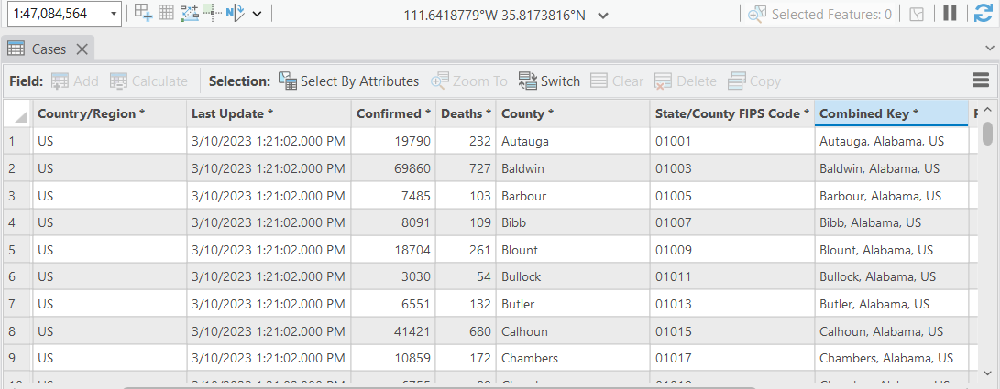 1:47,084,564 111.6418779°W 35.8173816°N Selected Features: 0
Cases
Field: Add Calculate Selection: Select By Attributes Zoom To Switch Clear Delete Copy
Country/Region * Last Update * Confirmed * Deaths * County * State/County FIPS Code * Combined Key *
1 US 3/10/2023 1:21:02.000 PM 19790 232 Autauga 01001 Autauga, Alabama, US
2 US 3/10/2023 1:21:02.000 PM 69860 727 Baldwin 01003 Baldwin, Alabama, US
3 US 3/10/2023 1:21:02.000 PM 7485 103 Barbour 01005 Barbour, Alabama, US
4 US 3/10/2023 1:21:02.000 PM 8091 109 Bibb 01007 Bibb, Alabama, US
5 US 3/10/2023 1:21:02.000 PM 18704 261 Blount 01009 Blount, Alabama, US
6 US 3/10/2023 1:21:02.000 PM 3030 54 Bullock 01011 Bullock, Alabama, US
7 US 3/10/2023 1:21:02.000 PM 6551 132 Butler 01013 Butler, Alabama, US
8 US 3/10/2023 1:21:02.000 PM 41421 680 Calhoun 01015 Calhoun, Alabama, US
9 US 3/10/2023 1:21:02.000 PM 10859 172 Chambers 01017 Chambers, Alabama, US
10 US 3/10/2023 1:21:02.000 PM